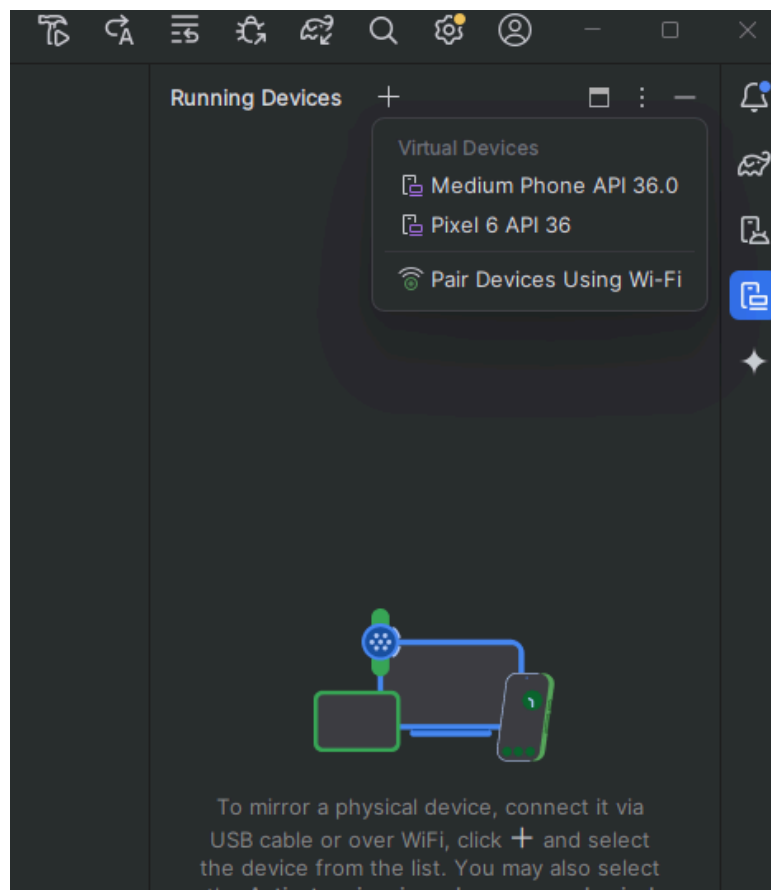 A
Running Devices
Virtual Devices
Medium Phone API 36.0
Pixel 6 API 36
Pair Devices Using Wi-Fi
To mirror a physical device, connect it via
USB cable or over WiFi, click + and select
the device from the list. You may also select